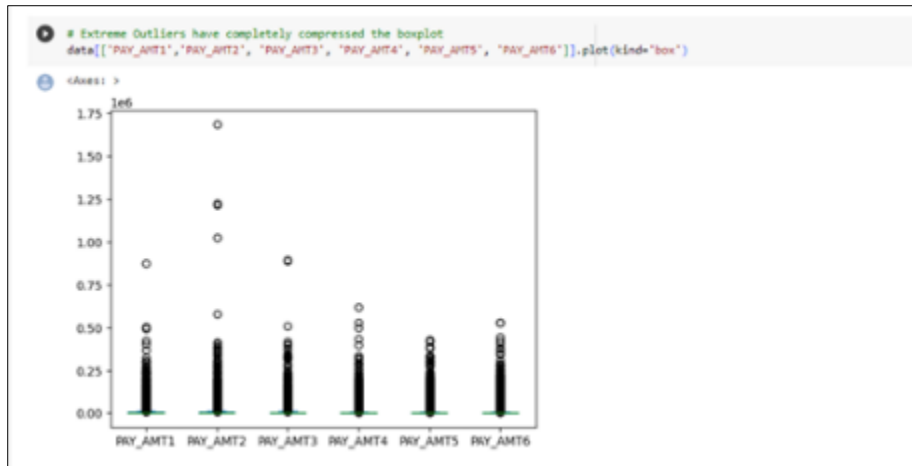 # Extreme Outliers have completely compressed the boxplot
data[['PAY_AMT1','PAY_AMT2', 'PAY_AMT3', 'PAY_AMT4', 'PAY_AMT5', 'PAY_AMT6']].plot(kind='box')
<Axes: >
1e6
1.75
1.50
1.25
1.00
0.75
0.50
0.25
0.00
PAY_AMT1 PAY_AMT2 PAY_AMT3 PAY_AMT4 PAY_AMT5 PAY_AMT6